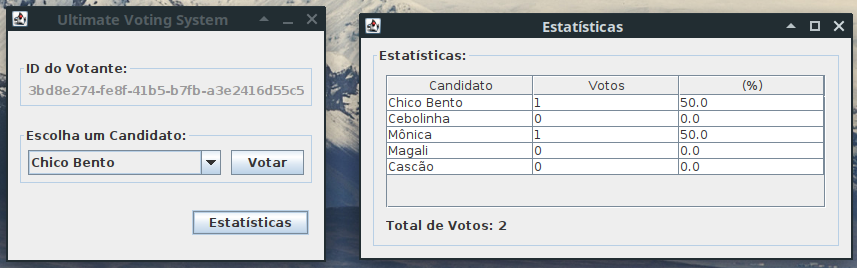 Ultimate Voting System
ID do Votante:
3bd8e274-fe8f-41b5-b7fb-a3e2416d55c5
Escolha um Candidato:
Chico Bento
Votar
Estatísticas
Estatísticas
Estatísticas:
Candidato Votos (%)
Chico Bento 1 50.0
Cebolinha 0 0.0
Mônica 1 50.0
Magali 0 0.0
Cascão 0 0.0
Total de Votos: 2